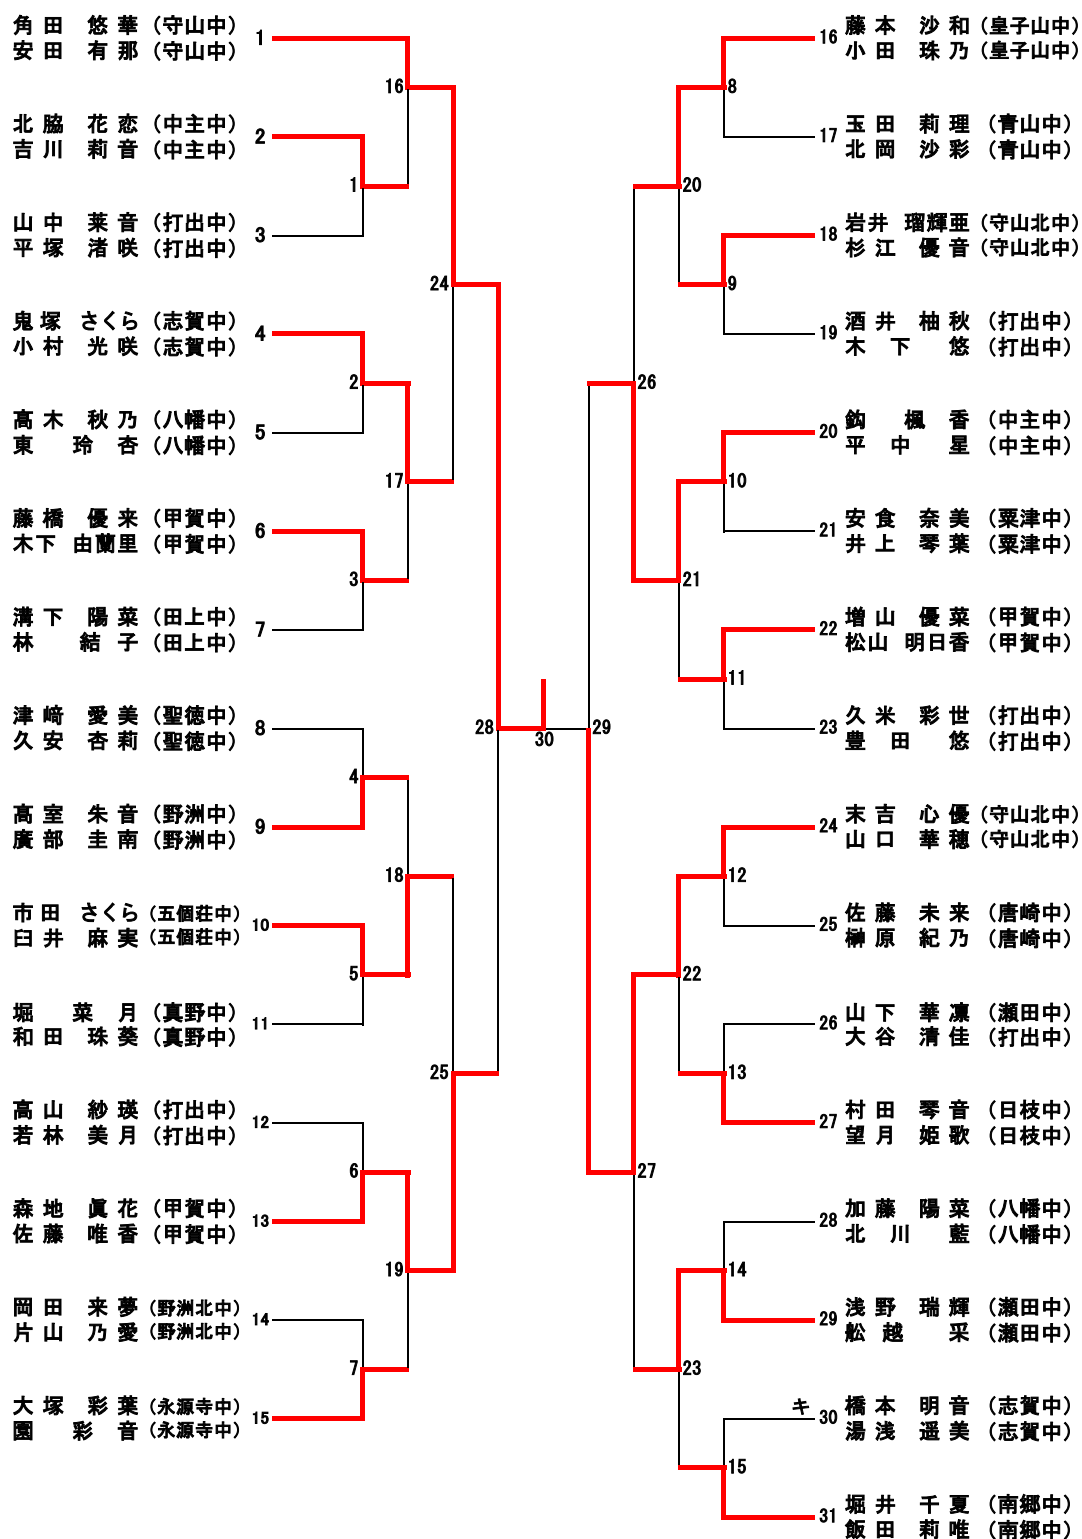 角田 悠華 (守山中)
安田 有那 (守山中)
1
北脇 花恋 (中主中)
吉川 莉音 (中主中)
2
山中 莱音 (打出中)
平塚 渚咲 (打出中)
3
鬼塚 さくら (志賀中)
小村 光咲 (志賀中)
4
髙木 秋乃 (八幡中)
東 玲杏 (八幡中)
5
藤橋 優来 (甲賀中)
木下 由蘭里 (甲賀中)
6
溝下 陽菜 (田上中)
林 結子 (田上中)
7
津﨑 愛美 (聖徳中)
久安 杏莉 (聖徳中)
8
髙室 朱音 (野洲中)
廣部 圭南 (野洲中)
9
市田 さくら (五個荘中)
臼井 麻実 (五個荘中)
10
堀 菜月 (真野中)
和田 珠葵 (真野中)
11
高山 紗瑛 (打出中)
若林 美月 (打出中)
12
森地 眞花 (甲賀中)
佐藤 唯香 (甲賀中)
13
岡田 来夢 (野洲北中)
片山 乃愛 (野洲北中)
14
大塚 彩葉 (永源寺中)
園 彩音 (永源寺中)
15
16
1
24
2
17
3
28
4
18
5
25
6
19
7
30
8
20
9
26
10
21
11
29
12
22
13
27
14
23
15
16
藤本 沙和 (皇子山中)
小田 珠乃 (皇子山中)
17
玉田 莉理 (青山中)
北岡 沙彩 (青山中)
18
岩井 瑠輝亜 (守山北中)
杉江 優音 (守山北中)
19
酒井 柚秋 (打出中)
木下 悠 (打出中)
20
鈎 楓香 (中主中)
平中 星 (中主中)
21
安食 奈美 (粟津中)
井上 琴葉 (粟津中)
22
増山 優菜 (甲賀中)
松山 明日香 (甲賀中)
23
久米 彩世 (打出中)
豊田 悠 (打出中)
24
末吉 心優 (守山北中)
山口 華穂 (守山北中)
25
佐藤 未来 (唐崎中)
榊原 紀乃 (唐崎中)
26
山下 華凛 (瀬田中)
大谷 清佳 (打出中)
27
村田 琴音 (日枝中)
望月 姫歌 (日枝中)
28
加藤 陽菜 (八幡中)
北川 藍 (八幡中)
29
浅野 瑞輝 (瀬田中)
舩越 采 (瀬田中)
キ 30
橋本 明音 (志賀中)
湯浅 遥美 (志賀中)
31
堀井 千夏 (南郷中)
飯田 莉唯 (南郷中)